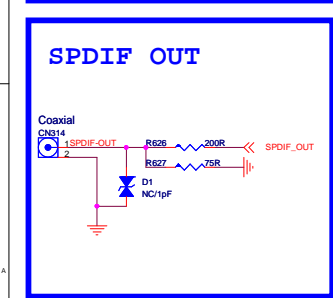 SPDIF OUT
Coaxial
CN314
1 SPDIF-OUT R626 200R SPDIF_OUT
2 R627 75R
D1
NC/1pF
A